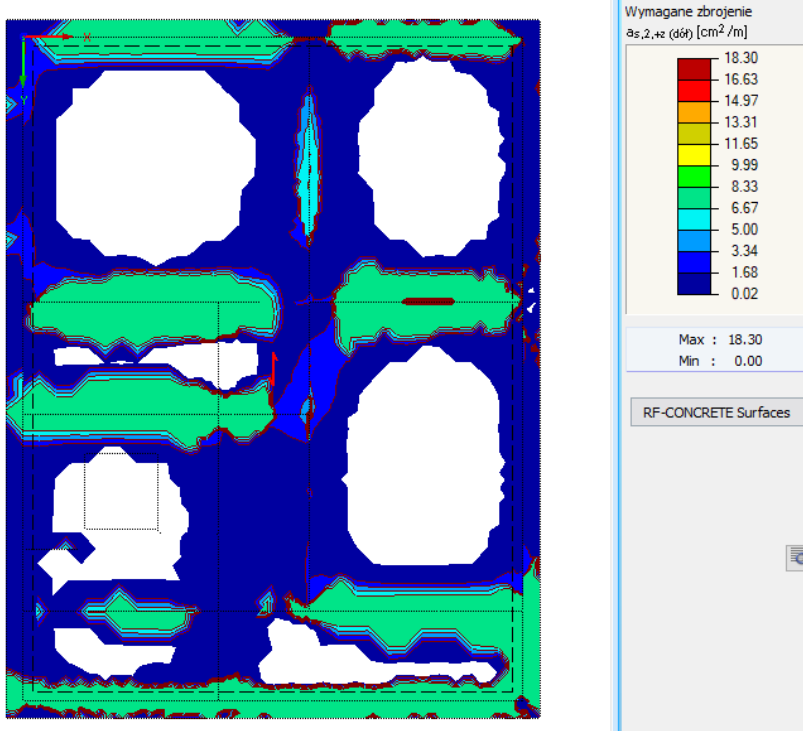 Wymagane zbrojenie
as,2,+z (dół) [cm²/m]
18.30
16.63
14.97
13.31
11.65
9.99
8.33
6.67
5.00
3.34
1.68
0.02
Max : 18.30
Min : 0.00
RF-CONCRETE Surfaces
X
Y